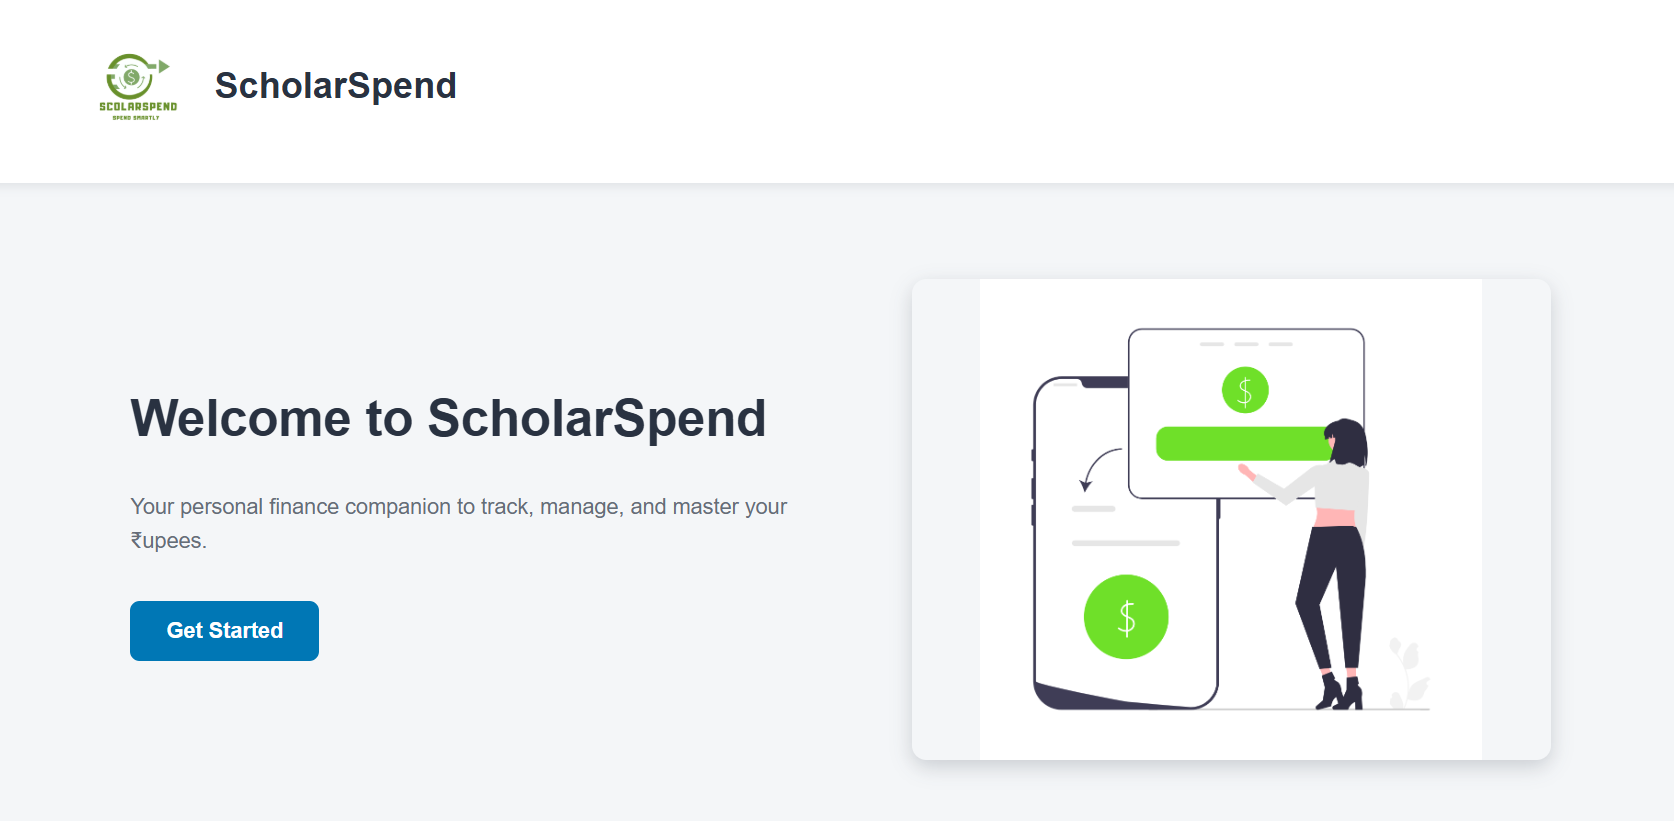 SCOLARSPEND
SPEND SMARTLY
ScholarSpend
Welcome to ScholarSpend
Your personal finance companion to track, manage, and master your
₹upees.
Get Started
$
$